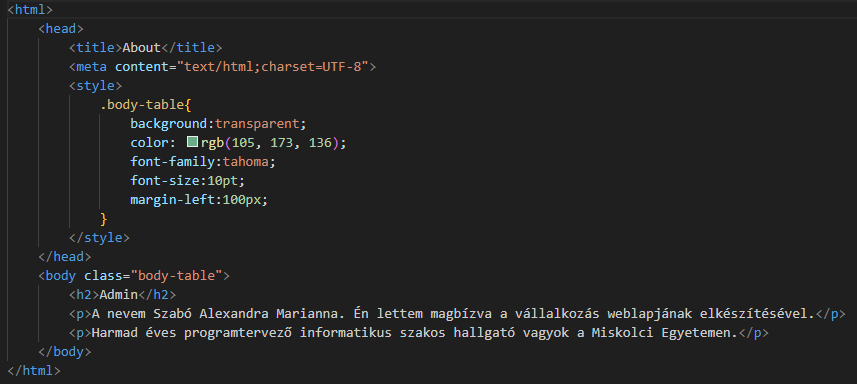 <html>
<head>
<title>About</title>
<meta content="text/html;charset=UTF-8">
<style>
.body-table{
background:transparent;
color: rgb(105, 173, 136);
font-family:tahoma;
font-size:10pt;
margin-left:100px;
}
</style>
</head>
<body class="body-table">
<h2>Admin</h2>
<p>A nevem Szabó Alexandra Marianna. Én lettem magbízva a vállalkozás weblapjának elkészítésével.</p>
<p>Harmad éves programtervező informatikus szakos hallgató vagyok a Miskolci Egyetemen.</p>
</body>
</html>